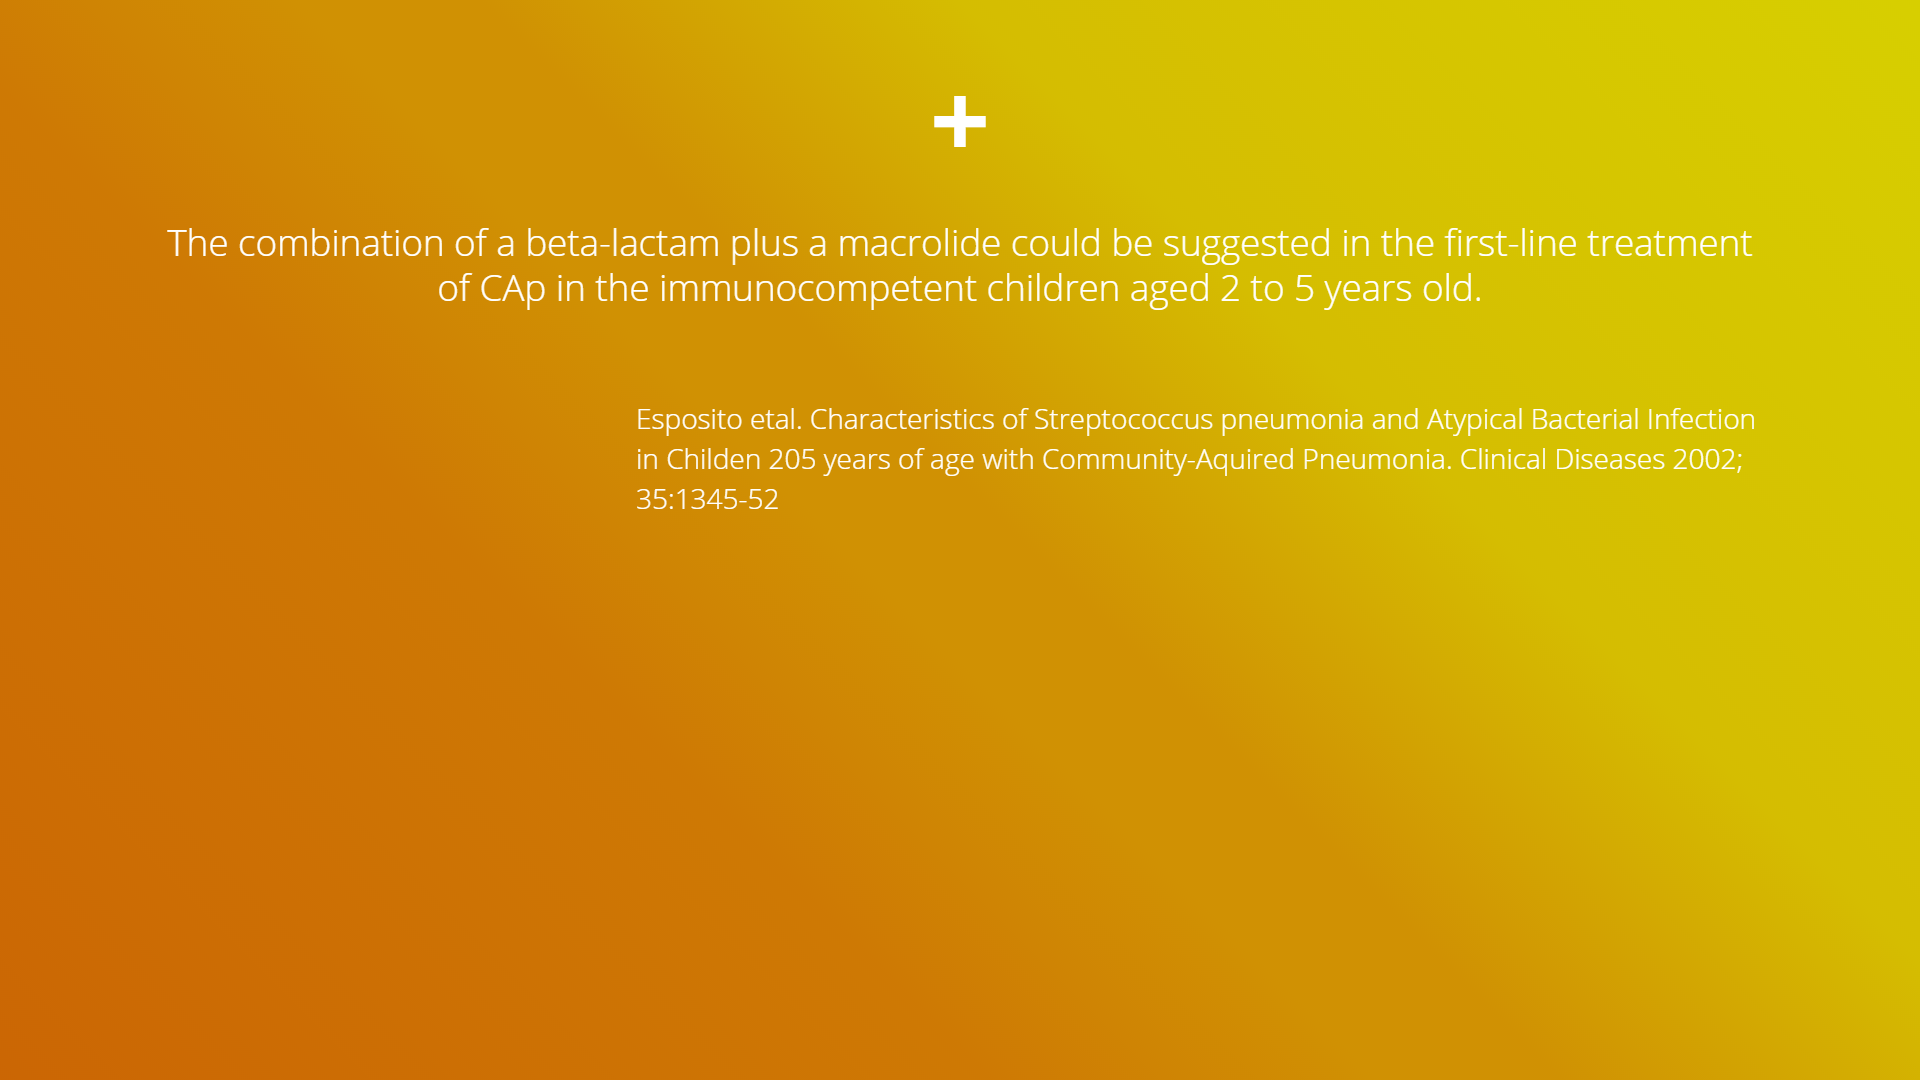 +
The combination of a beta-lactam plus a macrolide could be suggested in the first-line treatment
of CAp in the immunocompetent children aged 2 to 5 years old.
Esposito etal. Characteristics of Streptococcus pneumonia and Atypical Bacterial Infection
in Childen 205 years of age with Community-Aquired Pneumonia. Clinical Diseases 2002;
35:1345-52